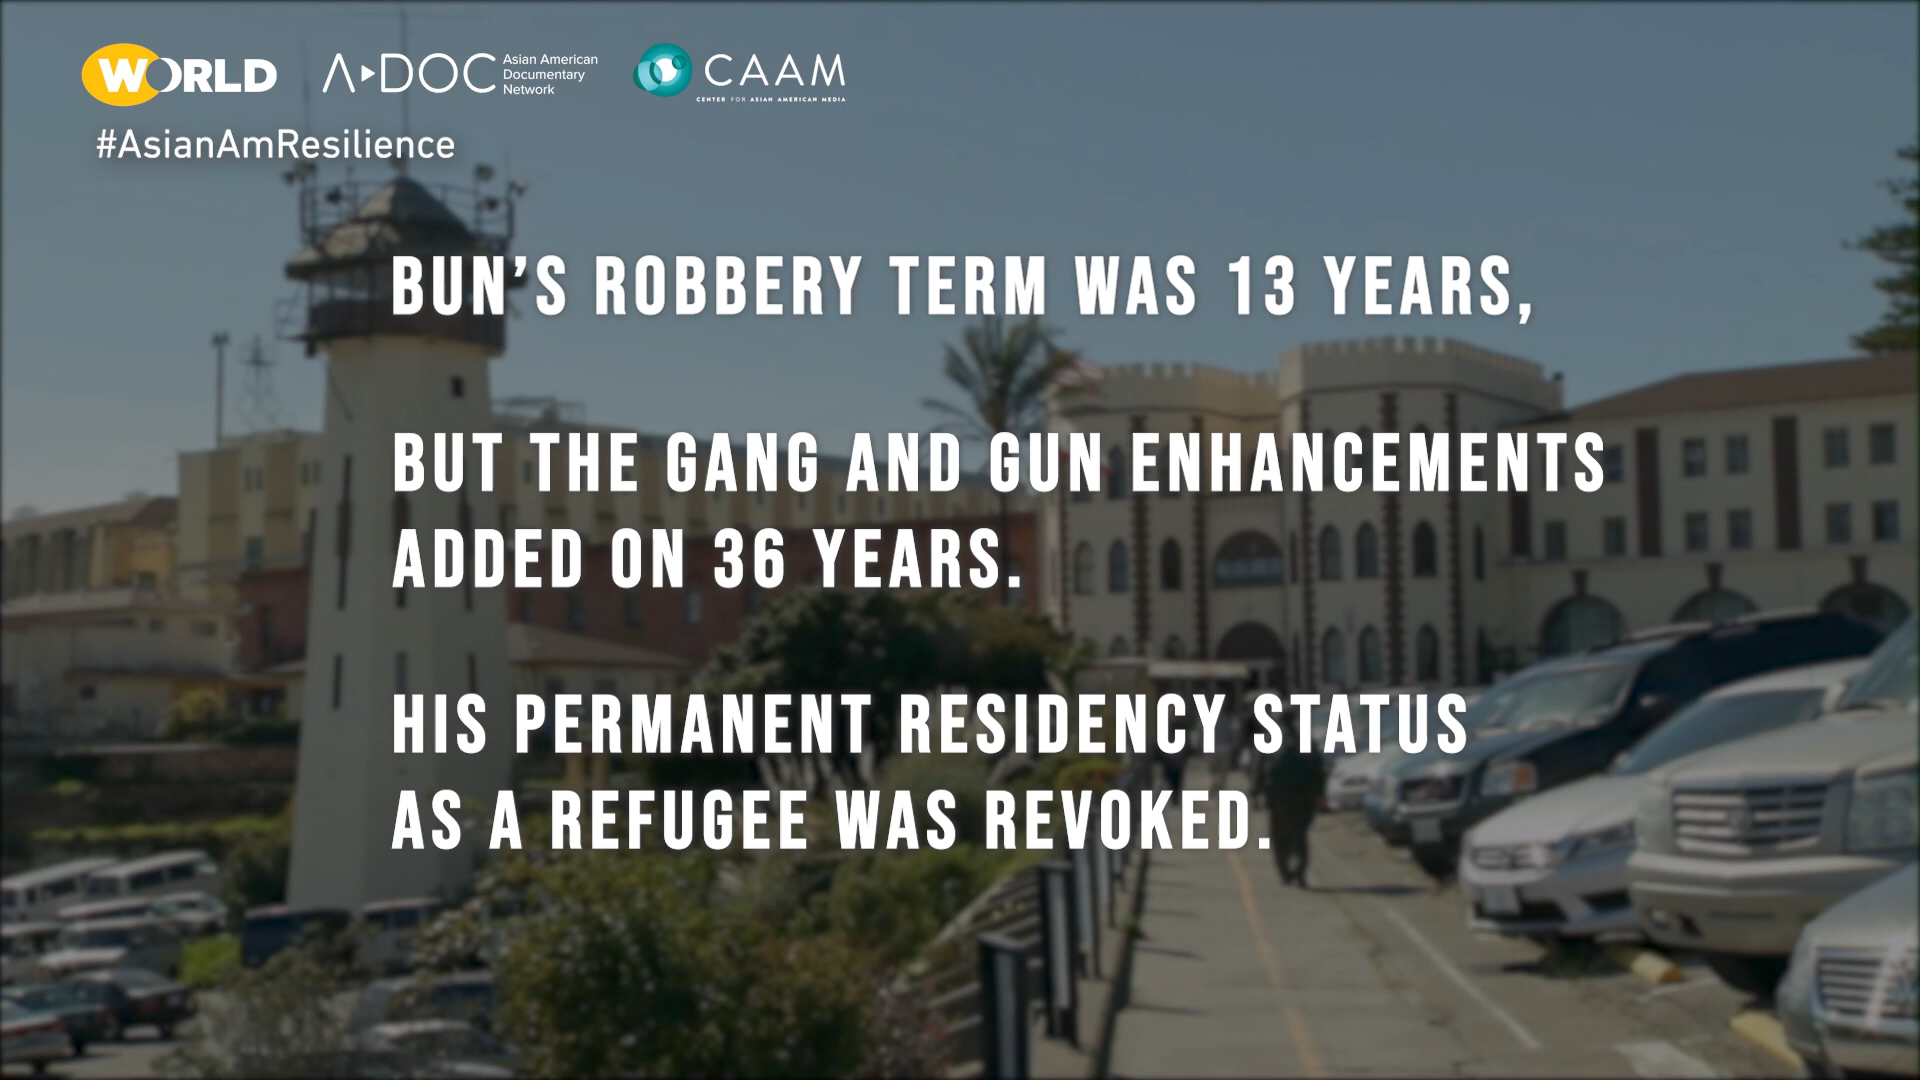 WORLD
A▸DOC Asian American
Documentary
Network
CAAM
CENTER FOR ASIAN AMERICAN MEDIA
#AsianAmResilience
BUN'S ROBBERY TERM WAS 13 YEARS,
BUT THE GANG AND GUN ENHANCEMENTS
ADDED ON 36 YEARS.
HIS PERMANENT RESIDENCY STATUS
AS A REFUGEE WAS REVOKED.